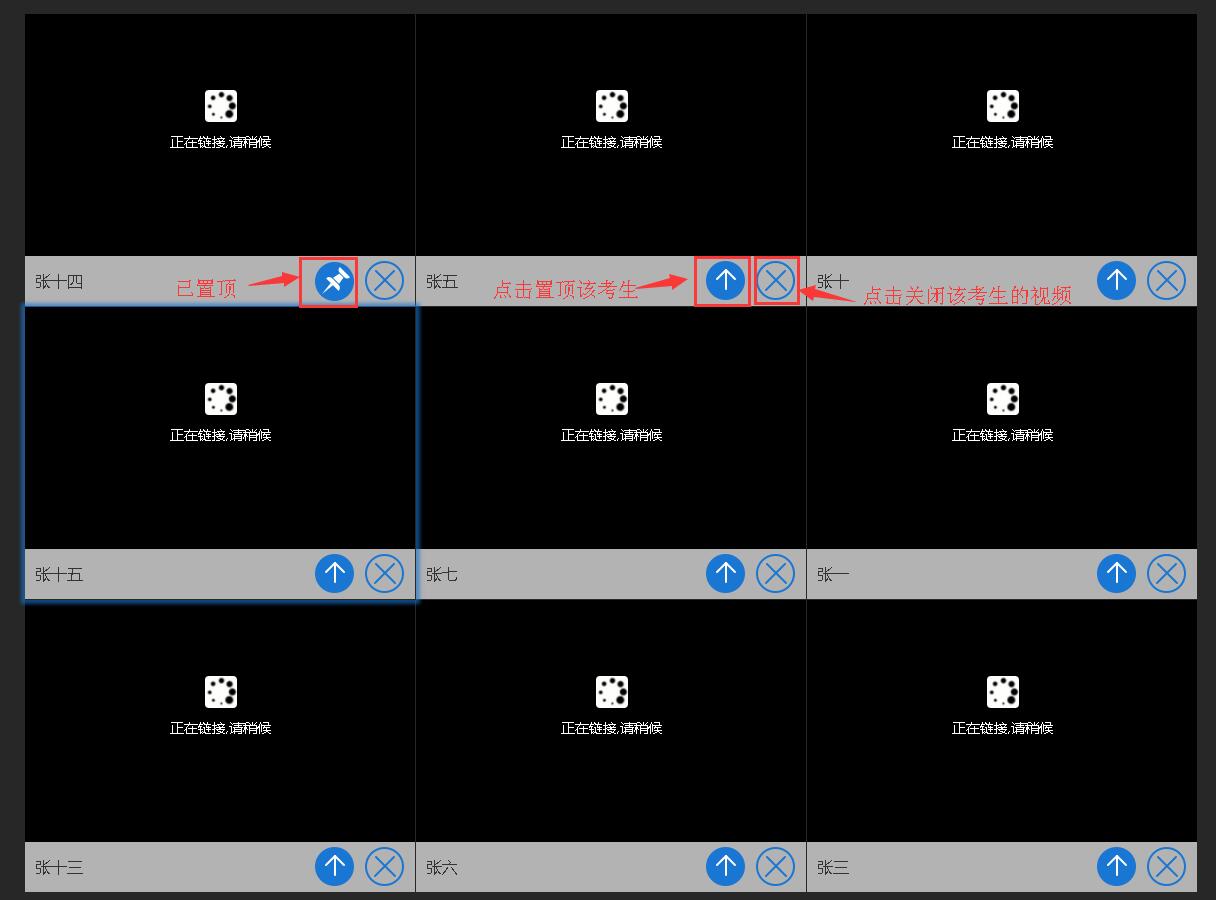 正在链接,请稍候
正在链接,请稍候
正在链接,请稍候
张十四
已置顶
张五
点击置顶该考生
张十
点击关闭该考生的视频
正在链接,请稍候
正在链接,请稍候
正在链接,请稍候
张十五
张七
张一
正在链接,请稍候
正在链接,请稍候
正在链接,请稍候
张十三
张六
张三